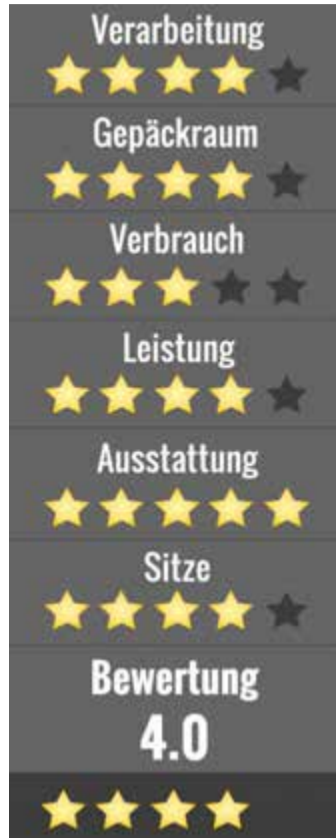 Verarbeitung
Gepäckraum
Verbrauch
Leistung
Ausstattung
Sitze
Bewertung
4.0